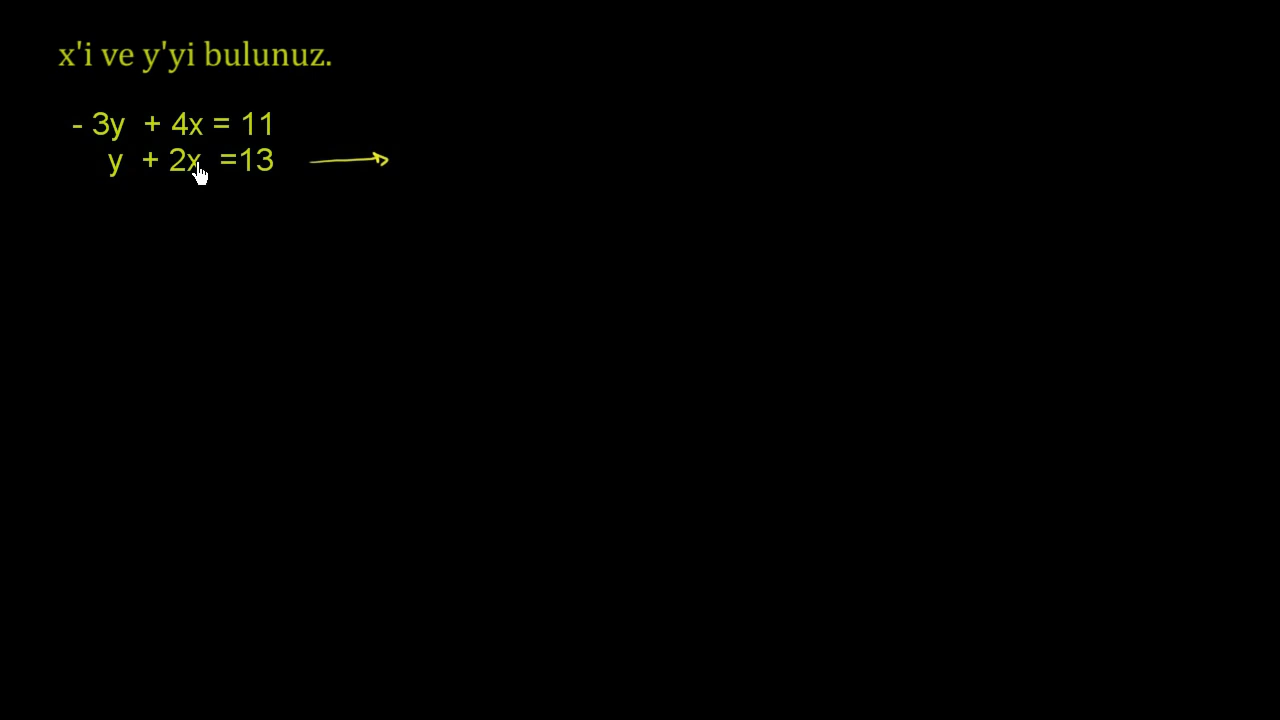 x'i ve y'yi bulunuz.
- 3y + 4x = 11
y + 2x =13